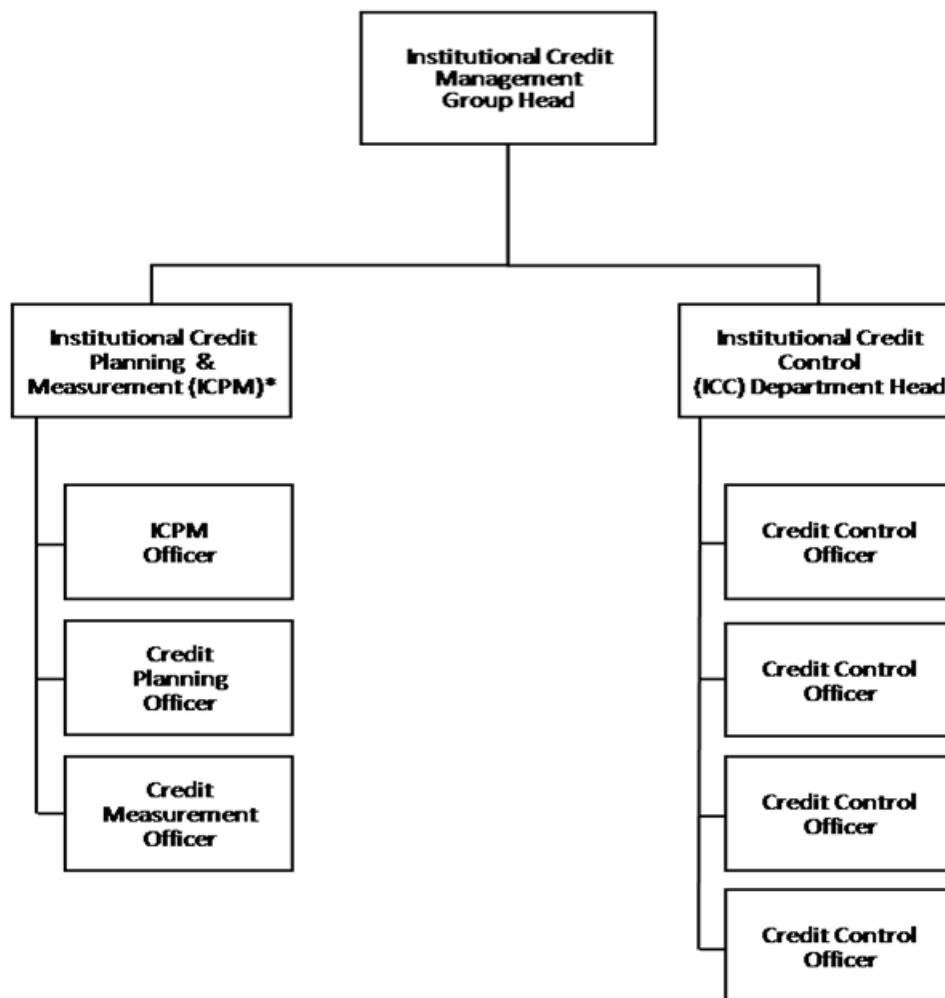 Institutional Credit
Management
Group Head
Institutional Credit
Planning &
Measurement (ICPM)*
Institutional Credit
Control
(ICC) Department Head
ICPM
Officer
Credit
Planning
Officer
Credit
Measurement
Officer
Credit Control
Officer
Credit Control
Officer
Credit Control
Officer
Credit Control
Officer